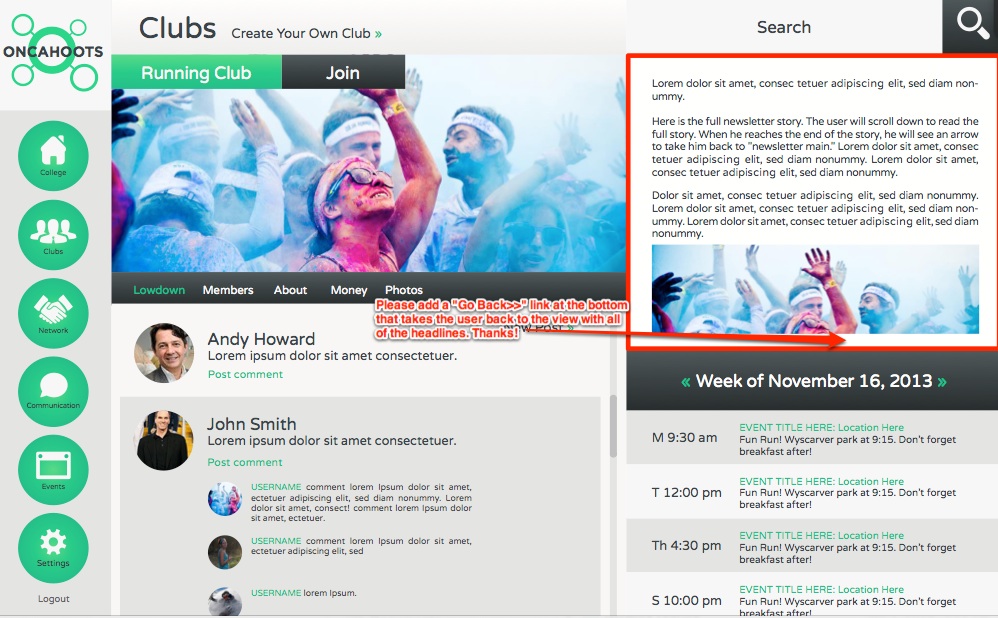 ONCAHOOTS
College
Clubs
Network
Communication
Events
Settings
Logout
Clubs Create Your Own Club »
Running Club Join
Lowdown Members About Money Photos
New Post »
Please add a "Go Back>>" link at the bottom
that takes the user back to the view with all
of the headlines. Thanks!
Andy Howard
Lorem ipsum dolor sit amet consectetuer.
Post comment
John Smith
Lorem ipsum dolor sit amet consectetuer.
Post comment
USERNAME comment lorem Ipsum dolor sit amet,
ectetuer adipiscing elit, sed diam nonummy. Lorem
dolor sit amet, consect! comment lorem Ipsum dolor
sit amet, ectetuer.
USERNAME comment lorem Ipsum dolor sit amet,
ectetuer adipiscing elit, sed
USERNAME lorem Ipsum.
Search
Lorem dolor sit amet, consec tetuer adipiscing elit, sed diam non-
ummy.
Here is the full newsletter story. The user will scroll down to read the
full story. When he reaches the end of the story, he will see an arrow
to take him back to "newsletter main." Lorem dolor sit amet, consec
tetuer adipiscing elit, sed diam nonummy. Lorem dolor sit amet,
consec tetuer adipiscing elit, sed diam nonummy.
Dolor sit amet, consec tetuer adipiscing elit, sed diam nonummy.
Lorem dolor sit amet, consec tetuer adipiscing elit, sed diam non-
ummy. Lorem dolor sit amet, consec tetuer adipiscing elit, sed diam
nonummy.
« Week of November 16, 2013 »
M 9:30 am
EVENT TITLE HERE: Location Here
Fun Run! Wyscarver park at 9:15. Don't forget
breakfast after!
T 12:00 pm
EVENT TITLE HERE: Location Here
Fun Run! Wyscarver park at 9:15. Don't forget
breakfast after!
Th 4:30 pm
EVENT TITLE HERE: Location Here
Fun Run! Wyscarver park at 9:15. Don't forget
breakfast after!
S 10:00 pm
EVENT TITLE HERE: Location Here
Fun Run! Wyscarver park at 9:15. Don't forget
breakfast after!